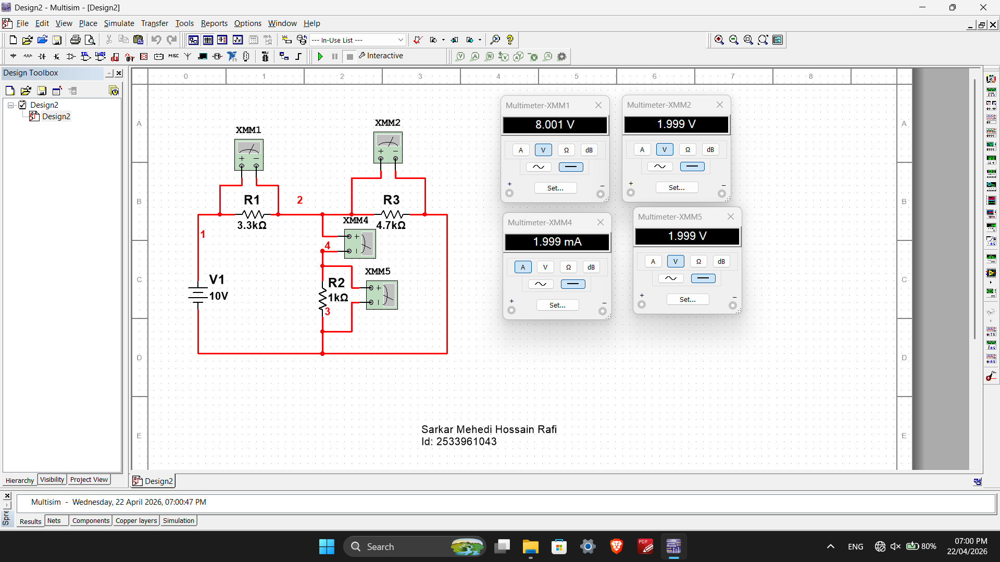 Design2 - Multisim - [Design2]
File Edit View Place Simulate Transfer Tools Reports Options Window Help
--- In-Use List ---
MISC
Interactive
Design Toolbox
Design2
Design2
0 1 2 3 4 5 6 7 8
A
B
C
D
E
A
B
C
D
E
XMM1
+ −
XMM2
+ −
R1
3.3kΩ
2
R3
4.7kΩ
XMM4
1
4
XMM5
V1
10V
R2
1kΩ
3
Multimeter-XMM1
8.001 V
A V Ω dB
+ −
Set...
Multimeter-XMM2
1.999 V
A V Ω dB
+ −
Set...
Multimeter-XMM4
1.999 mA
A V Ω dB
+ −
Set...
Multimeter-XMM5
1.999 V
A V Ω dB
+ −
Set...
Sarkar Mehedi Hossain Rafi
Id: 2533961043
Hierarchy Visibility Project View
Design2
Multisim - Wednesday, 22 April 2026, 07:00:47 PM
Results Nets Components Copper layers Simulation
Search
PDF
ENG
80%
07:00 PM
22/04/2026